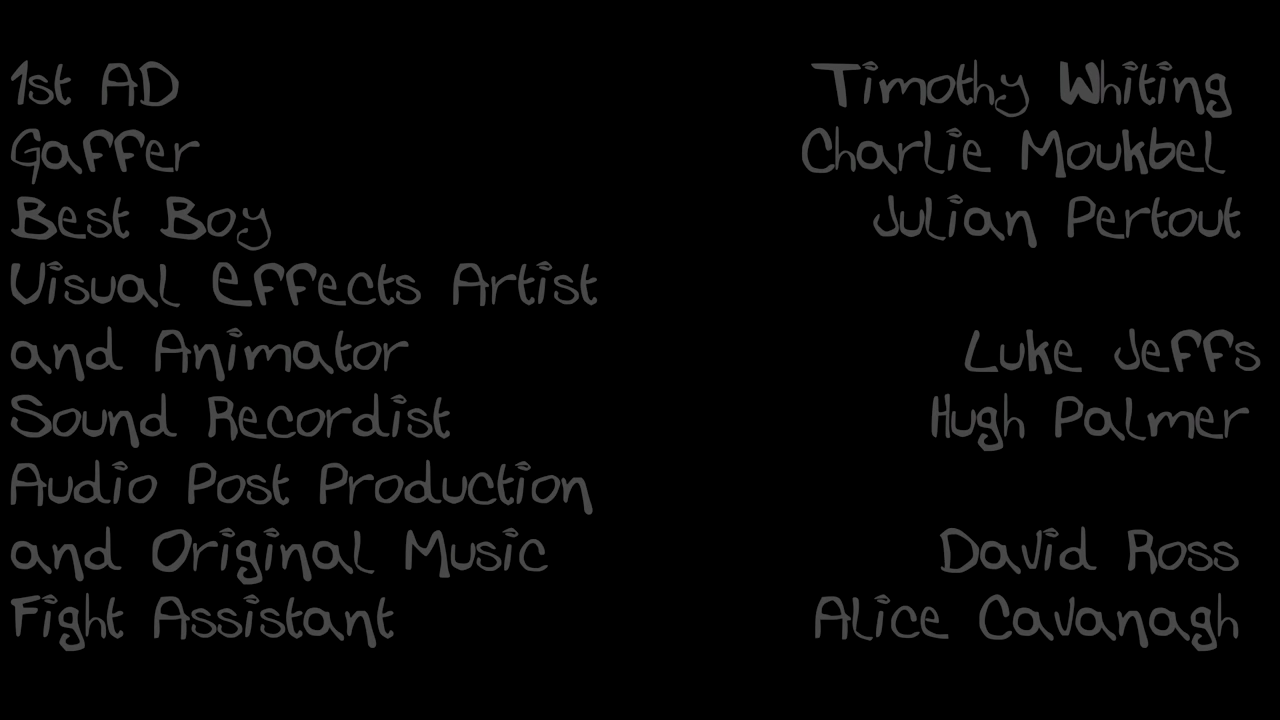 1st AD Timothy Whiting
Gaffer Charlie Moukbel
Best Boy Julian Pertout
Visual Effects Artist
and Animator Luke Jeffs
Sound Recordist Hugh Palmer
Audio Post Production
and Original Music David Ross
Fight Assistant Alice Cavanagh